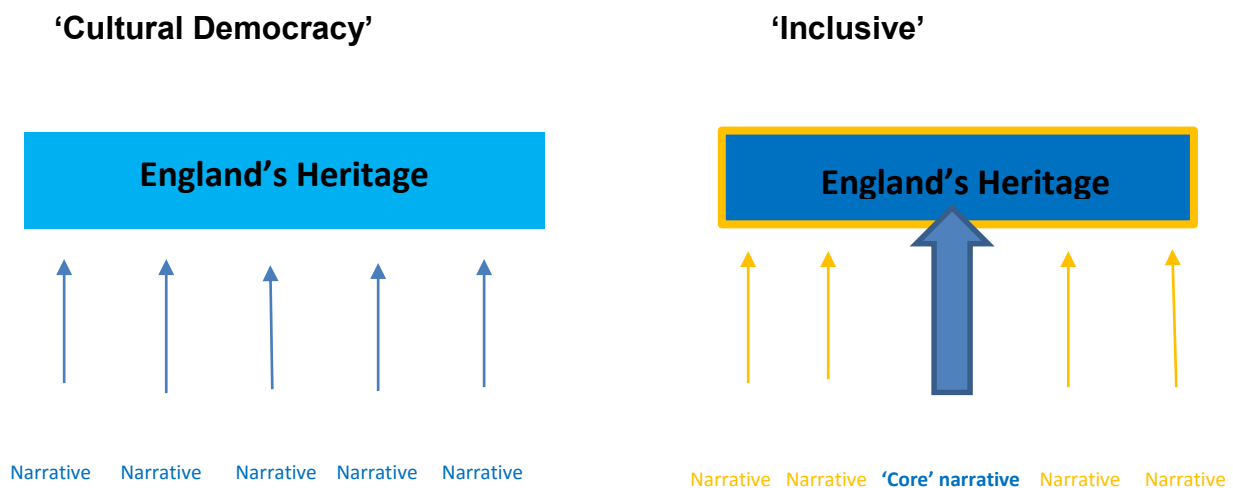 ‘Cultural Democracy’
‘Inclusive’
England’s Heritage
England’s Heritage
Narrative Narrative Narrative Narrative Narrative
Narrative Narrative ‘Core’ narrative Narrative Narrative